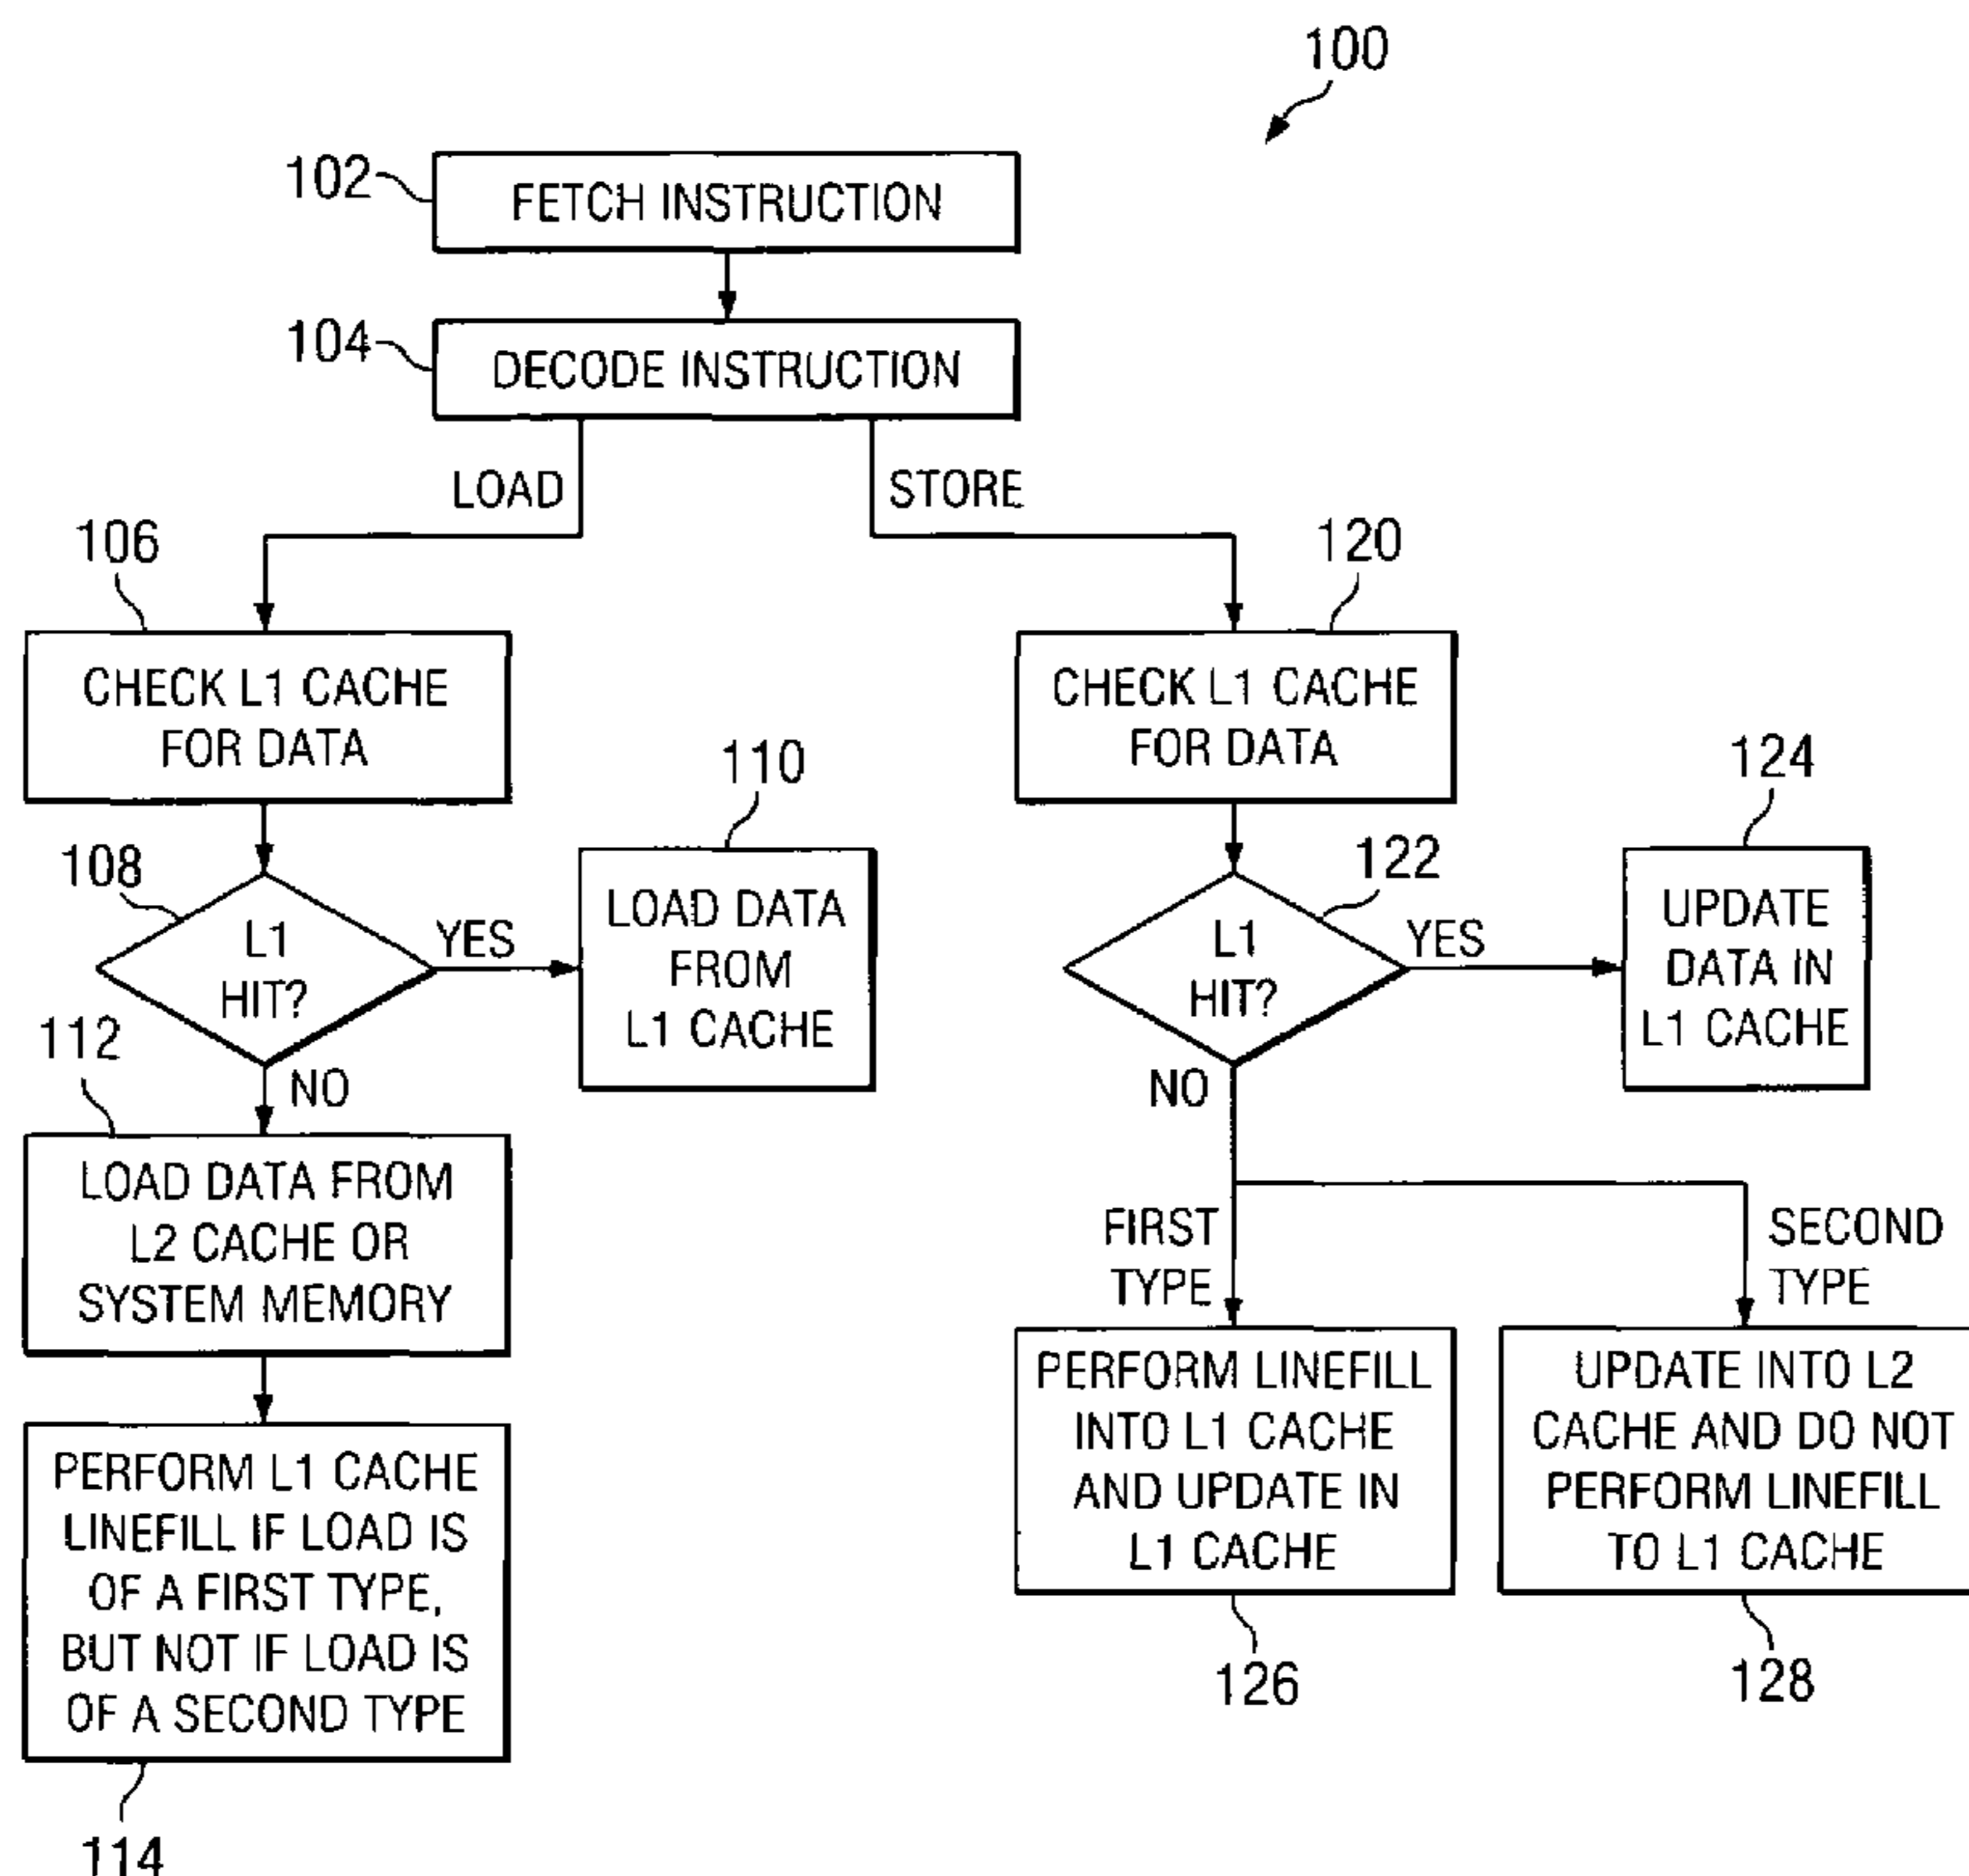 100
102
FETCH INSTRUCTION
104
DECODE INSTRUCTION
LOAD
STORE
106
CHECK L1 CACHE
FOR DATA
108
L1
HIT?
YES
110
LOAD DATA
FROM
L1 CACHE
NO
112
LOAD DATA FROM
L2 CACHE OR
SYSTEM MEMORY
PERFORM L1 CACHE
LINEFILL IF LOAD IS
OF A FIRST TYPE,
BUT NOT IF LOAD IS
OF A SECOND TYPE
114
120
CHECK L1 CACHE
FOR DATA
122
L1
HIT?
YES
124
UPDATE
DATA IN
L1 CACHE
NO
FIRST
TYPE
SECOND
TYPE
PERFORM LINEFILL
INTO L1 CACHE
AND UPDATE IN
L1 CACHE
126
UPDATE INTO L2
CACHE AND DO NOT
PERFORM LINEFILL
TO L1 CACHE
128